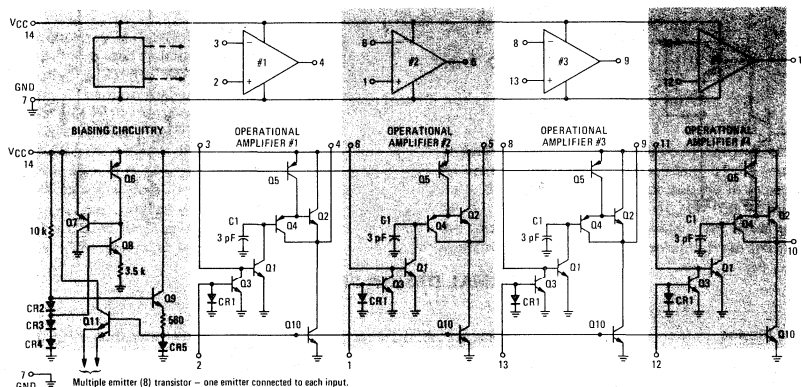 VCC
14
GND
7
3
2
#1
4
6
1
#2
8
13
#3
9
12
1
BIASING CIRCUITRY
OPERATIONAL
AMPLIFIER #1
OPERATIONAL
AMPLIFIER #2
OPERATIONAL
AMPLIFIER #3
OPERATIONAL
AMPLIFIER #4
VCC
14
3
4
6
5
8
9
11
Q6
Q5
Q5
Q5
Q5
Q7
Q8
10 k
3.5 k
C1
3 pF
Q4
Q2
C1
3 pF
Q4
Q2
C1
3 pF
Q4
Q2
C1
3 pF
Q4
Q2
10
Q1
Q3
CR1
Q1
Q3
CR1
Q1
Q3
CR1
Q1
Q3
CR1
CR2
CR3
CR4
Q11
Q9
560
CR5
Q10
Q10
Q10
Q10
2
1
13
12
7
GND
Multiple emitter (8) transistor – one emitter connected to each input.